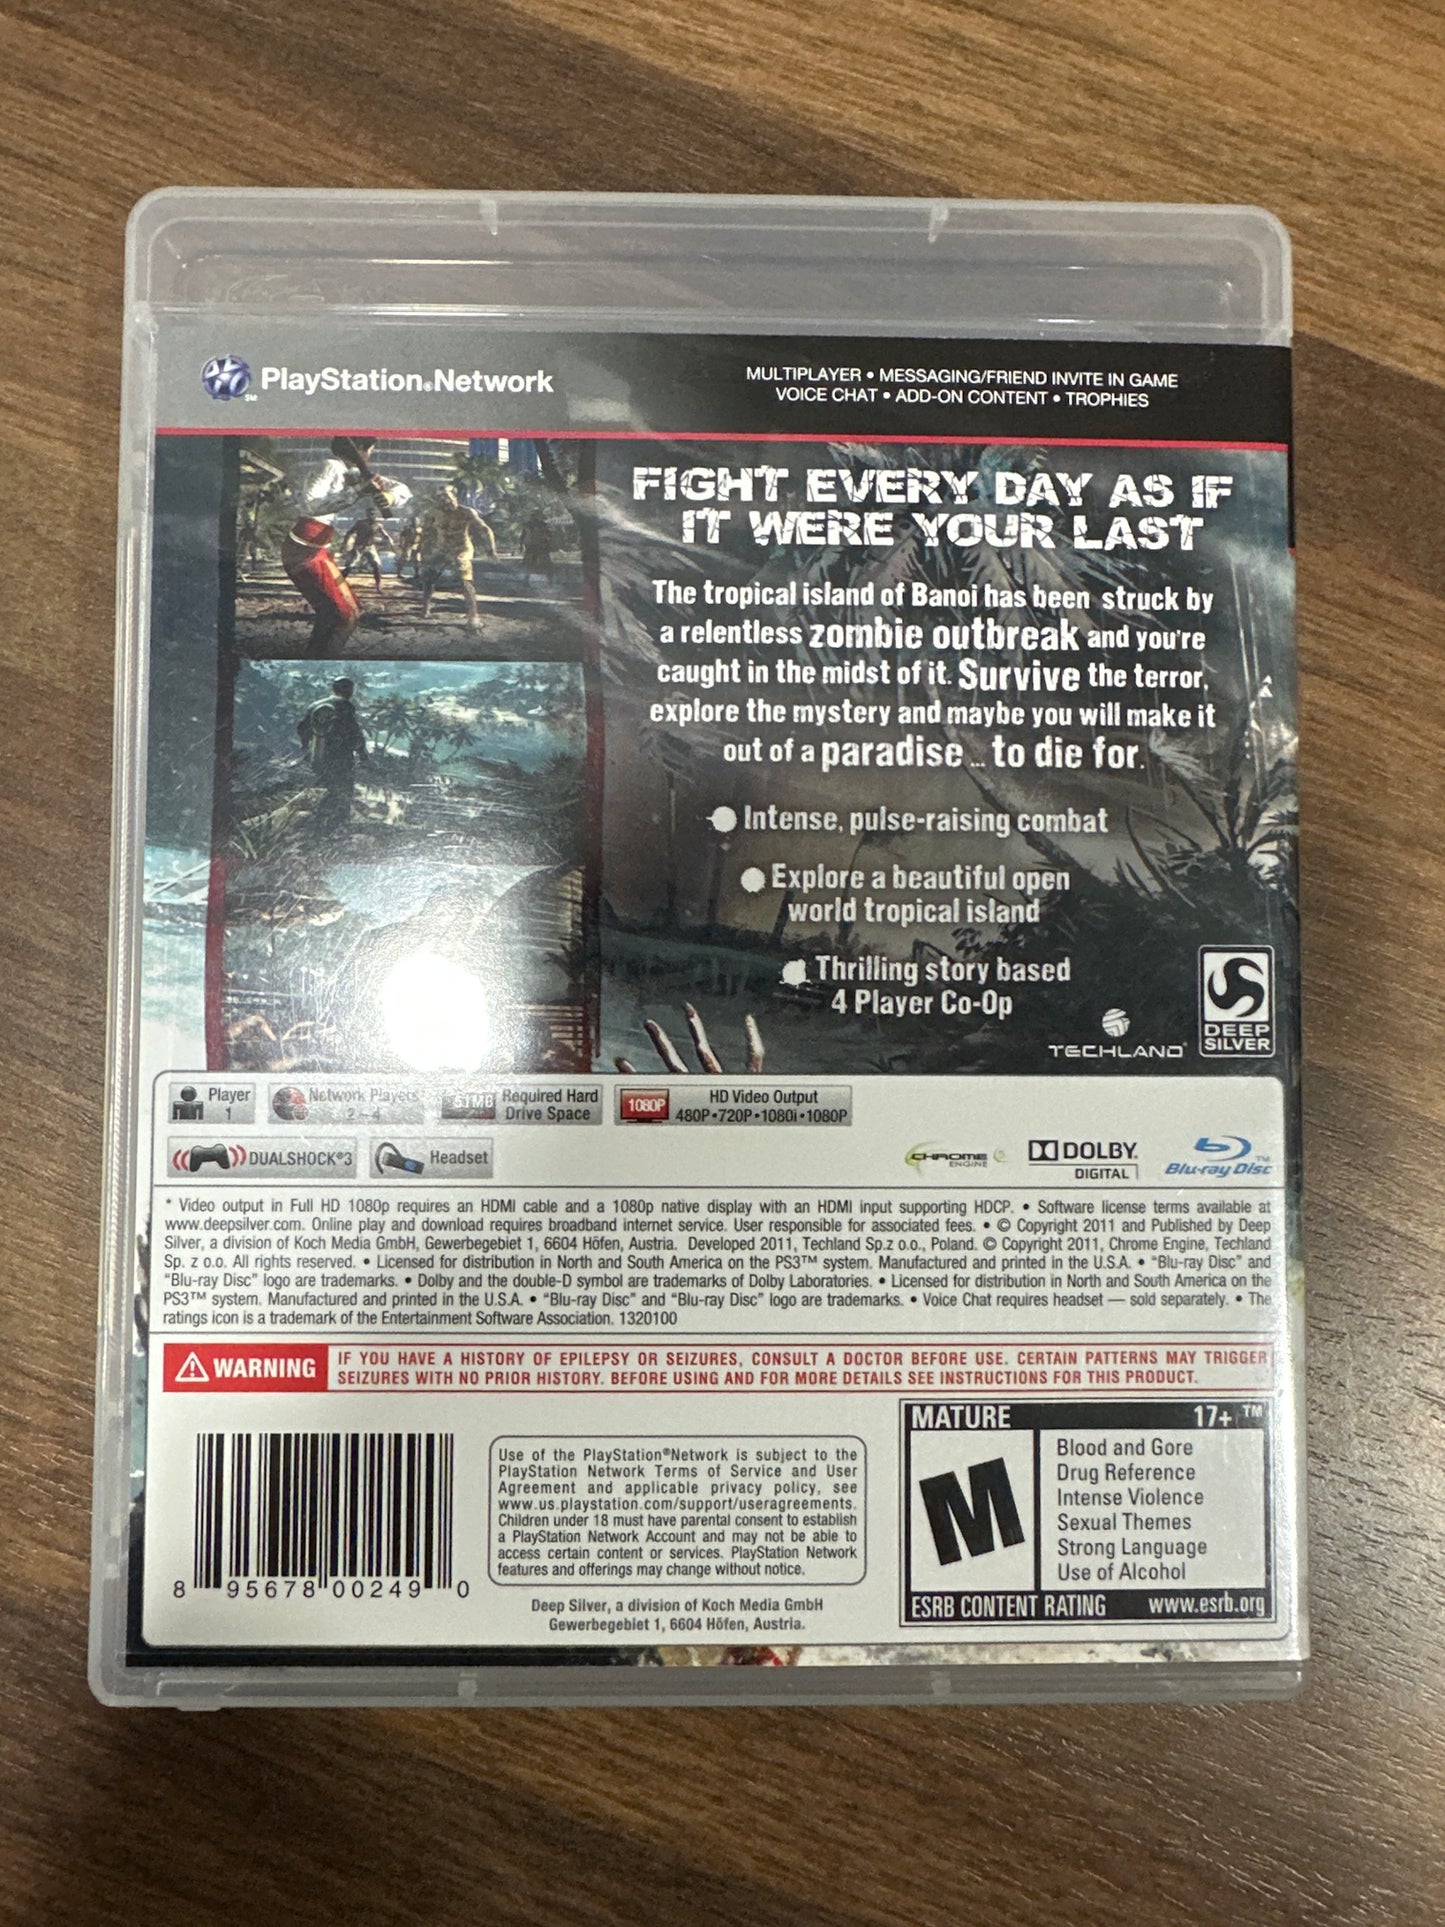 PlayStation®Network
SM
MULTIPLAYER • MESSAGING/FRIEND INVITE IN GAME
VOICE CHAT • ADD-ON CONTENT • TROPHIES
FIGHT EVERY DAY AS IF
IT WERE YOUR LAST
The tropical island of Banoi has been struck by
a relentless zombie outbreak and you're
caught in the midst of it. Survive the terror,
explore the mystery and maybe you will make it
out of a paradise ... to die for.
Intense, pulse-raising combat
Explore a beautiful open
world tropical island
Thrilling story based
4 Player Co-Op
TECHLAND®
DEEP
SILVER
Player
1
Network Players
2-4
51MB
Required Hard
Drive Space
1080P
HD Video Output
480P•720P•1080i•1080P
DUALSHOCK®3
Headset
CHROME
ENGINE
5
DOLBY.
DIGITAL
Blu-ray Disc™
* Video output in Full HD 1080p requires an HDMI cable and a 1080p native display with an HDMI input supporting HDCP. • Software license terms available at
www.deepsilver.com. Online play and download requires broadband internet service. User responsible for associated fees. • © Copyright 2011 and Published by Deep
Silver, a division of Koch Media GmbH, Gewerbegebiet 1, 6604 Höfen, Austria. Developed 2011, Techland Sp.z o.o., Poland. © Copyright 2011, Chrome Engine, Techland
Sp. z o.o. All rights reserved. • Licensed for distribution in North and South America on the PS3™ system. Manufactured and printed in the U.S.A. • “Blu-ray Disc” and
“Blu-ray Disc” logo are trademarks. • Dolby and the double-D symbol are trademarks of Dolby Laboratories. • Licensed for distribution in North and South America on the
PS3™ system. Manufactured and printed in the U.S.A. • “Blu-ray Disc” and “Blu-ray Disc” logo are trademarks. • Voice Chat requires headset — sold separately. • The
ratings icon is a trademark of the Entertainment Software Association. 1320100
WARNING
IF YOU HAVE A HISTORY OF EPILEPSY OR SEIZURES, CONSULT A DOCTOR BEFORE USE. CERTAIN PATTERNS MAY TRIGGER
SEIZURES WITH NO PRIOR HISTORY. BEFORE USING AND FOR MORE DETAILS SEE INSTRUCTIONS FOR THIS PRODUCT.
8 95678 00249 0
Use of the PlayStation®Network is subject to the
PlayStation Network Terms of Service and User
Agreement and applicable privacy policy, see
www.us.playstation.com/support/useragreements.
Children under 18 must have parental consent to establish
a PlayStation Network Account and may not be able to
access certain content or services. PlayStation Network
features and offerings may change without notice.
Deep Silver, a division of Koch Media GmbH
Gewerbegebiet 1, 6604 Höfen, Austria.
MATURE 17+ ™
M
Blood and Gore
Drug Reference
Intense Violence
Sexual Themes
Strong Language
Use of Alcohol
ESRB CONTENT RATING www.esrb.org